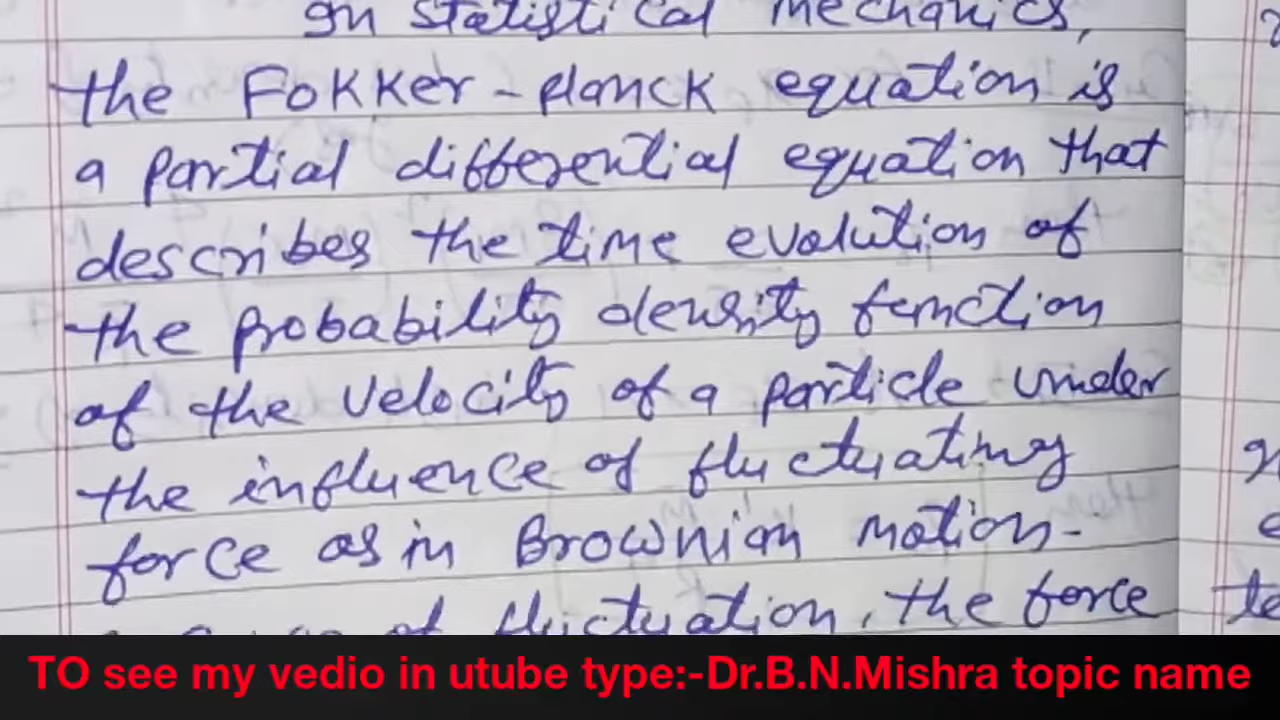 In statistical mechanics,
the Fokker-Planck equation is
a partial differential equation that
describes the time evolution of
the probability density function
of the velocity of a particle under
the influence of fluctuating
force as in Brownian motion.
of fluctuation, the force
TO see my vedio in utube type:-Dr.B.N.Mishra topic name